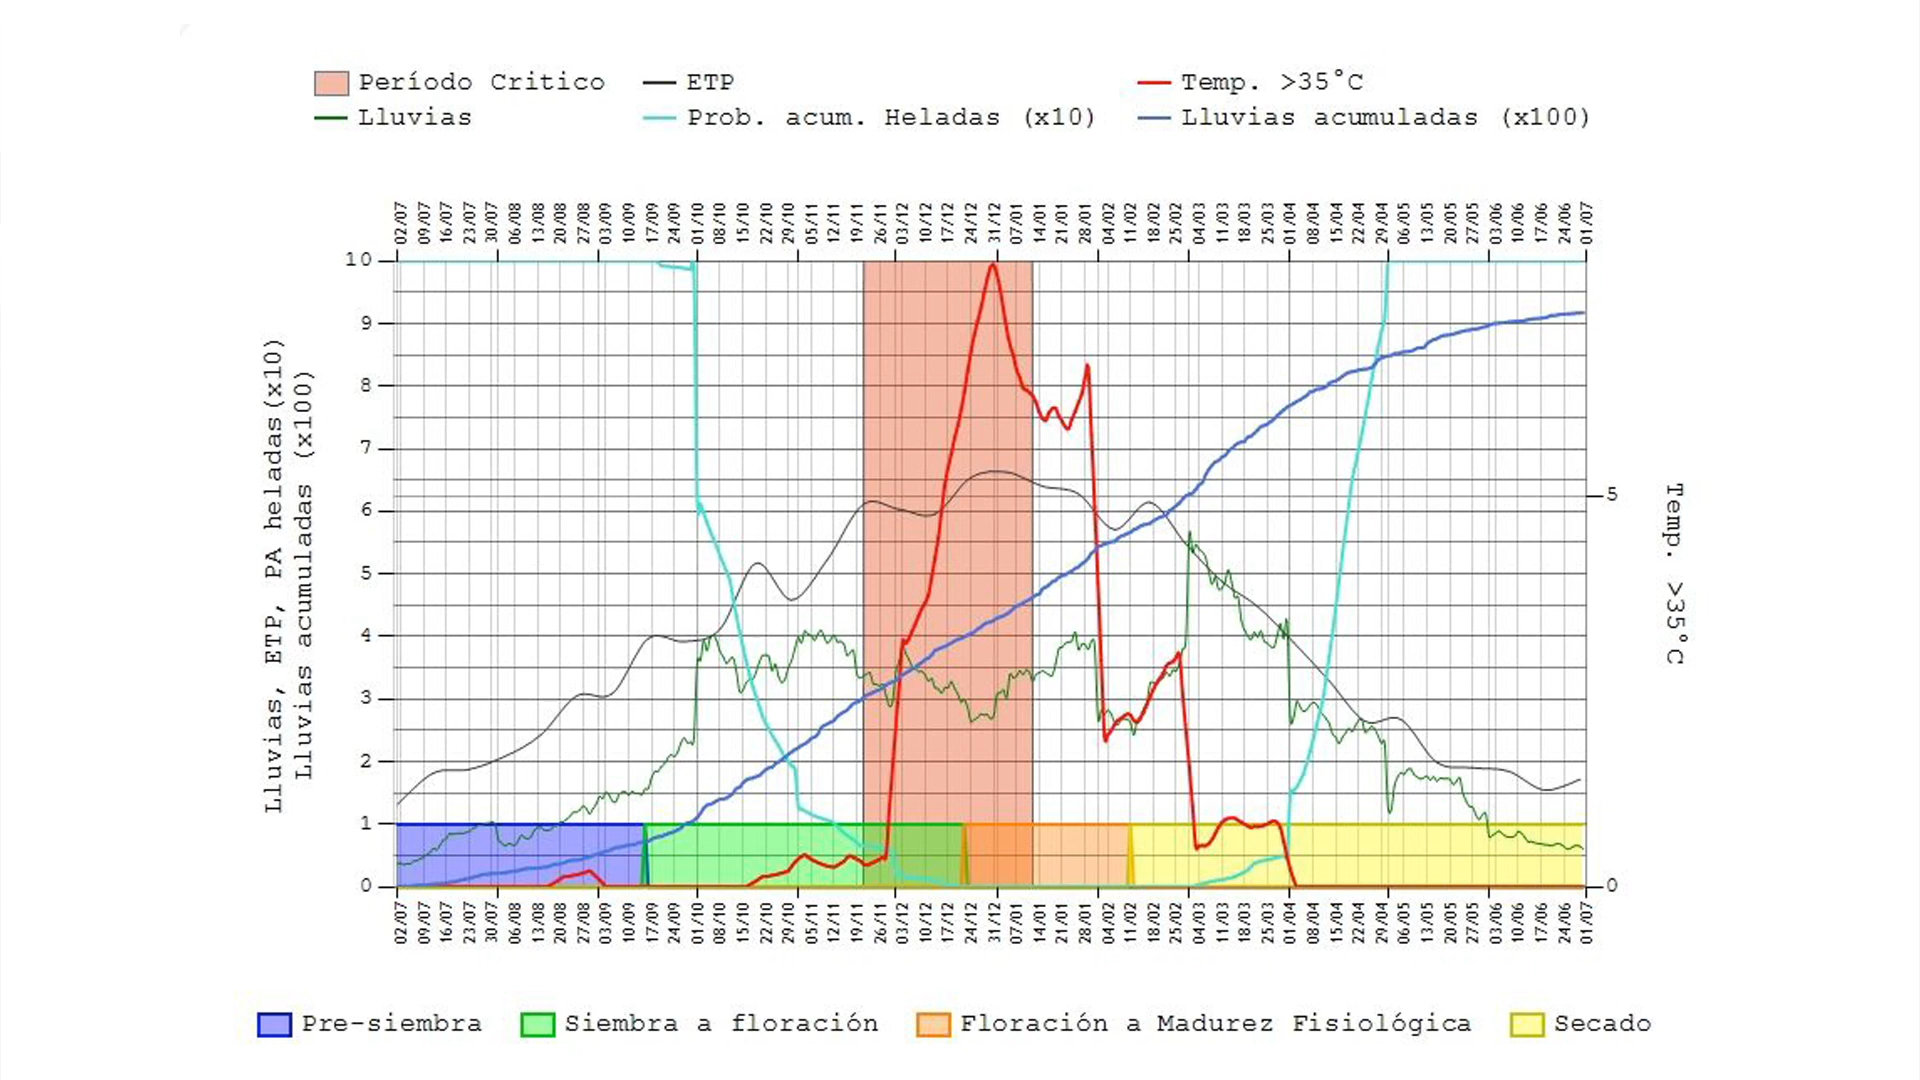 Período Critico
ETP
Temp. >35°C
Lluvias
Prob. acum. Heladas (x10)
Lluvias acumuladas (x100)
02/07 09/07 16/07 23/07 30/07 06/08 13/08 20/08 27/08 03/09 10/09 17/09 24/09 01/10 08/10 15/10 22/10 29/10 05/11 12/11 19/11 26/11 03/12 10/12 17/12 24/12 31/12 07/01 14/01 21/01 28/01 04/02 11/02 18/02 25/02 04/03 11/03 18/03 25/03 01/04 08/04 15/04 22/04 29/04 06/05 13/05 20/05 27/05 03/06 10/06 17/06 24/06 01/07
10
9
8
7
6
5
4
3
2
1
0
Lluvias, ETP, PA heladas(x10)
Lluvias acumuladas (x100)
5
0
Temp. >35°C
02/07 09/07 16/07 23/07 30/07 06/08 13/08 20/08 27/08 03/09 10/09 17/09 24/09 01/10 08/10 15/10 22/10 29/10 05/11 12/11 19/11 26/11 03/12 10/12 17/12 24/12 31/12 07/01 14/01 21/01 28/01 04/02 11/02 18/02 25/02 04/03 11/03 18/03 25/03 01/04 08/04 15/04 22/04 29/04 06/05 13/05 20/05 27/05 03/06 10/06 17/06 24/06 01/07
Pre-siembra
Siembra a floración
Floración a Madurez Fisiológica
Secado